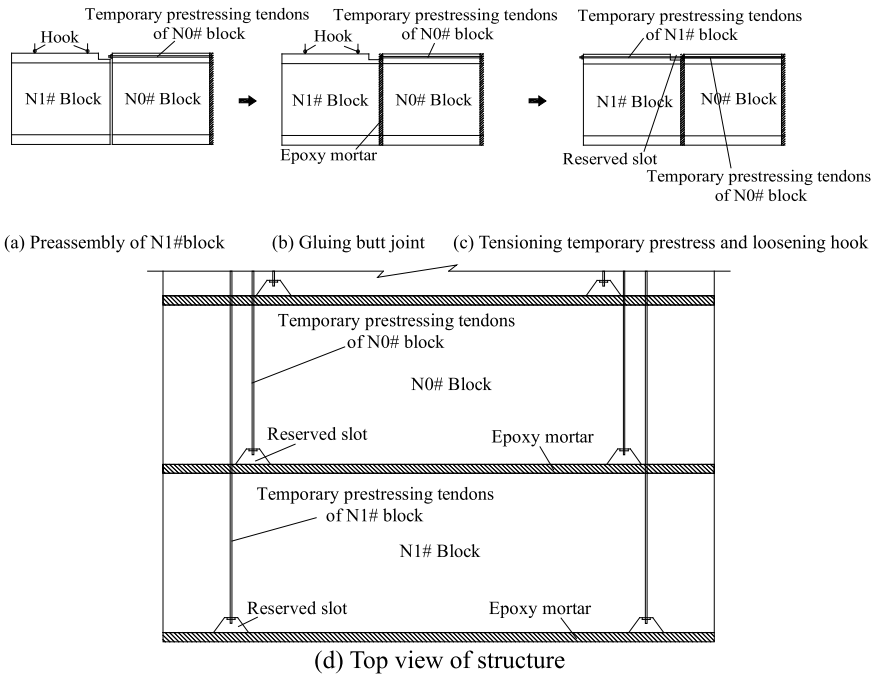 Temporary prestressing tendons
of N0# block
Hook
N1# Block
N0# Block
Temporary prestressing tendons
of N0# block
Hook
N1# Block
N0# Block
Epoxy mortar
Temporary prestressing tendons
of N1# block
N1# Block
N0# Block
Reserved slot
Temporary prestressing tendons
of N0# block
(a) Preassembly of N1#block
(b) Gluing butt joint
(c) Tensioning temporary prestress and loosening hook
Temporary prestressing tendons
of N0# block
N0# Block
Reserved slot
Epoxy mortar
Temporary prestressing tendons
of N1# block
N1# Block
Reserved slot
Epoxy mortar
(d) Top view of structure